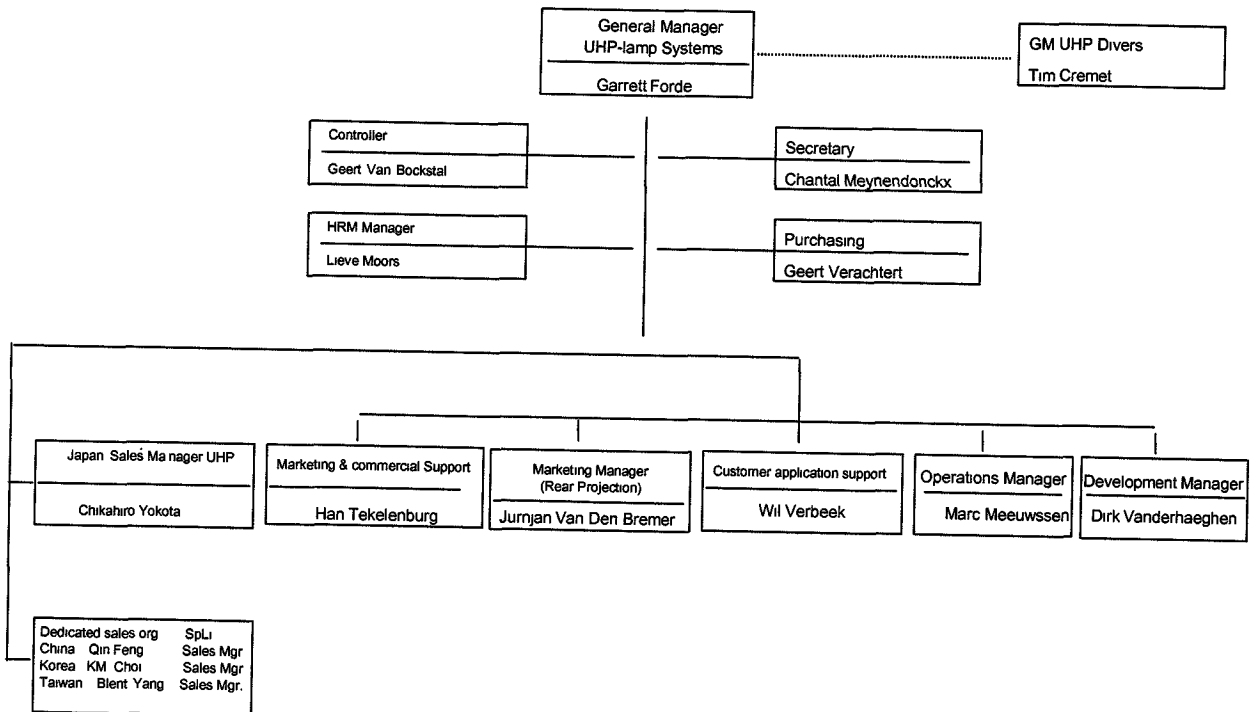 General Manager
UHP-lamp Systems
Garrett Forde
GM UHP Divers
Tim Cremet
Controller
Geert Van Bockstal
Secretary
Chantal Meynendonckx
HRM Manager
Lieve Moors
Purchasing
Geert Verachtert
Japan Sales Manager UHP
Chikahiro Yokota
Marketing & commercial Support
Han Tekelenburg
Marketing Manager
(Rear Projection)
Jurnjan Van Den Bremer
Customer application support
Wil Verbeek
Operations Manager
Marc Meeuwssen
Development Manager
Dirk Vanderhaeghen
Dedicated sales org SpLi
China Qin Feng Sales Mgr
Korea KM Choi Sales Mgr
Taiwan Blent Yang Sales Mgr.